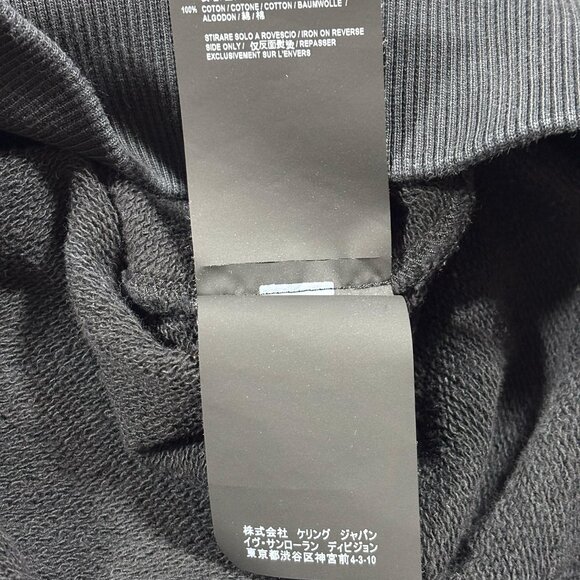 100% COTON / COTONE / COTTON / BAUMWOLLE /
ALGODON / 綿 / 棉
STIRARE SOLO A ROVESCIO / IRON ON REVERSE
SIDE ONLY / 仅反面熨烫 / REPASSER
EXCLUSIVEMENT SUR L'ENVERS
株式会社 ケリング ジャパン
イヴ・サンローラン ディビジョン
東京都渋谷区神宮前4-3-10